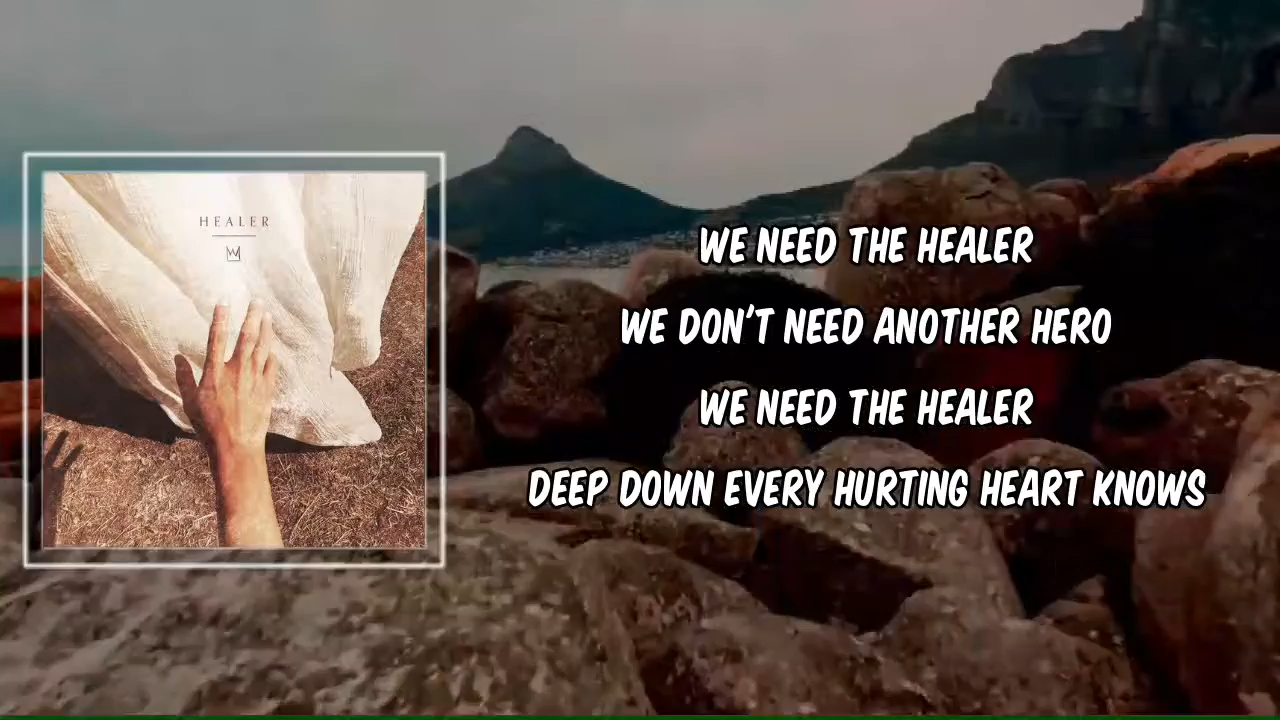 HEALER
WE NEED THE HEALER
WE DON'T NEED ANOTHER HERO
WE NEED THE HEALER
DEEP DOWN EVERY HURTING HEART KNOWS